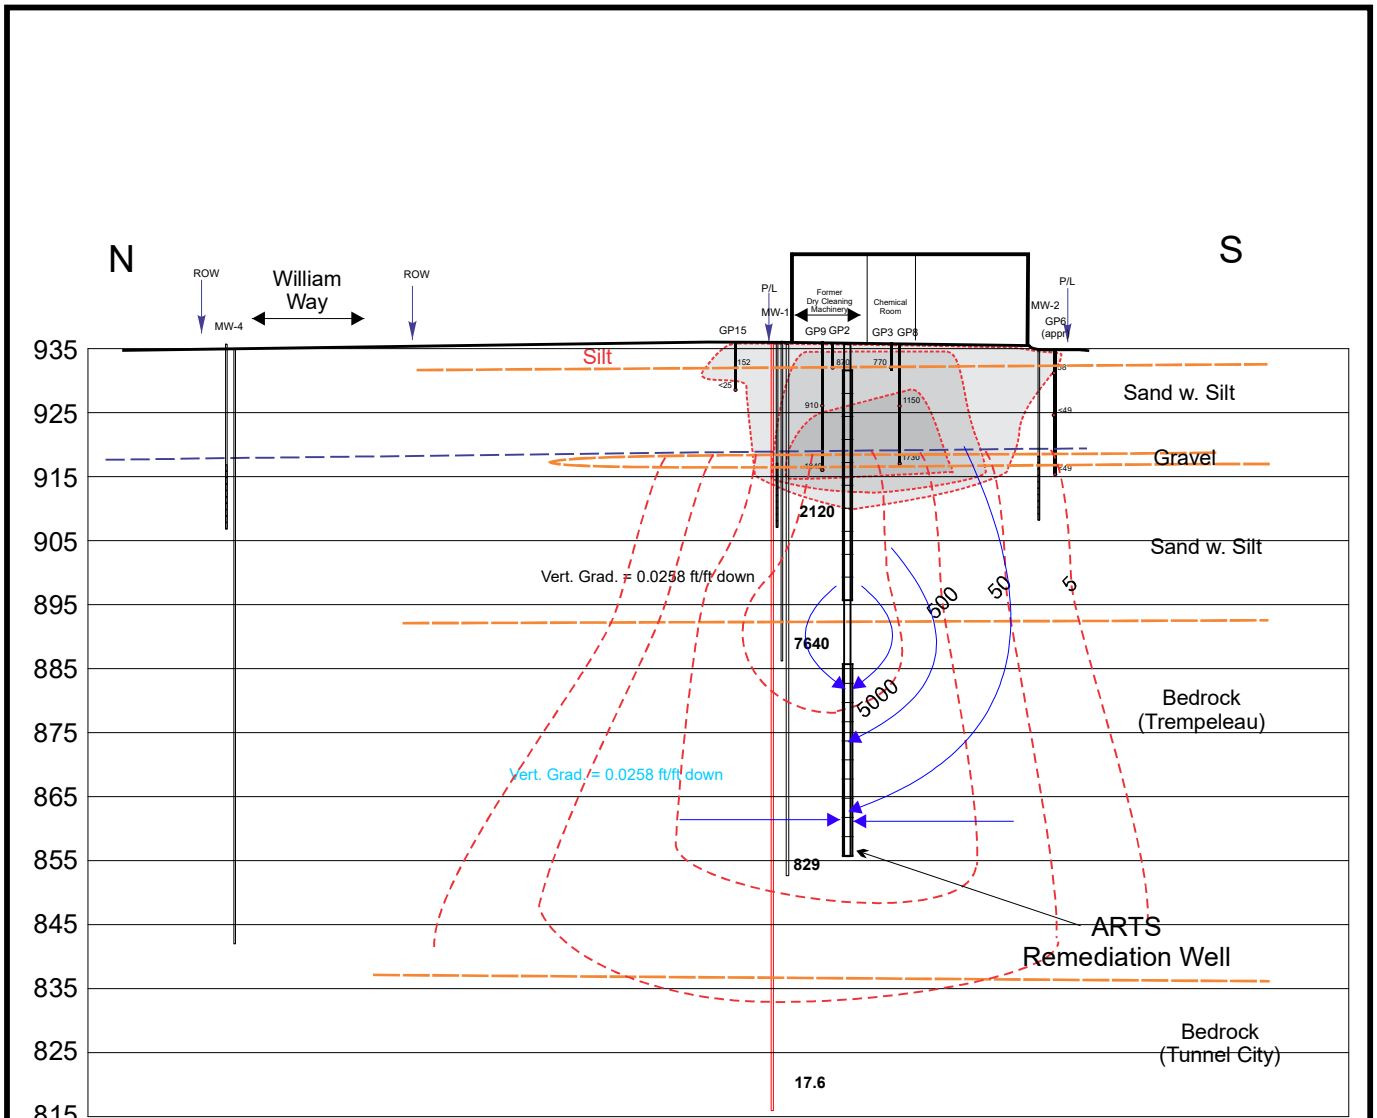 N
S
ROW
William
Way
ROW
MW-4
P/L
MW-1
Former
Dry Cleaning
Machinery
Chemical
Room
P/L
MW-2
GP6
(appr)
GP15
GP9
GP2
GP3
GP8
935
Silt
152
870
770
38
<25
Sand w. Silt
925
910
1150
<49
Gravel
1730
<49
915
2120
905
Sand w. Silt
Vert. Grad. = 0.0258 ft/ft down
500
50
5
895
7640
885
5000
Bedrock
(Trempeleau)
875
Vert. Grad. = 0.0258 ft/ft down
865
829
855
845
ARTS
Remediation Well
835
Bedrock
(Tunnel City)
825
17.6
815